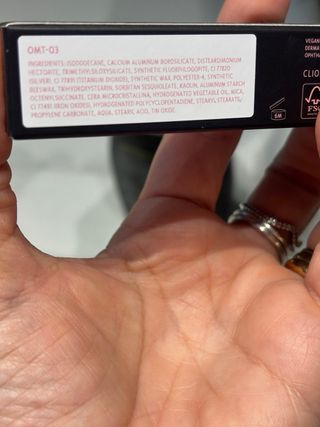 OMT-03
INGREDIENTS: ISODODECANE, CALCIUM ALUMINUM BOROSILICATE, DISTEARDIMONIUM
HECTORITE, TRIMETHYLSILOXYSILICATE, SYNTHETIC FLUORPHLOGOPITE, CI 77820
(SILVER), CI 77891 (TITANIUM DIOXIDE), SYNTHETIC WAX, POLYESTER-4, SYNTHETIC
BEESWAX, TRIHYDROXYSTEARIN, SORBITAN SESQUIOLEATE, KAOLIN, ALUMINUM STARCH
OCTENYLSUCCINATE, CERA MICROCRISTALLINA, HYDROGENATED VEGETABLE OIL, MICA,
CI 77491 (IRON OXIDES), HYDROGENATED POLYCYCLOPENTADIENE, STEARYL STEARATE,
PROPYLENE CARBONATE, AQUA, STEARIC ACID, TIN OXIDE.
VEGAN
DERMA
OPHTHA
CLIO
6M
FSC